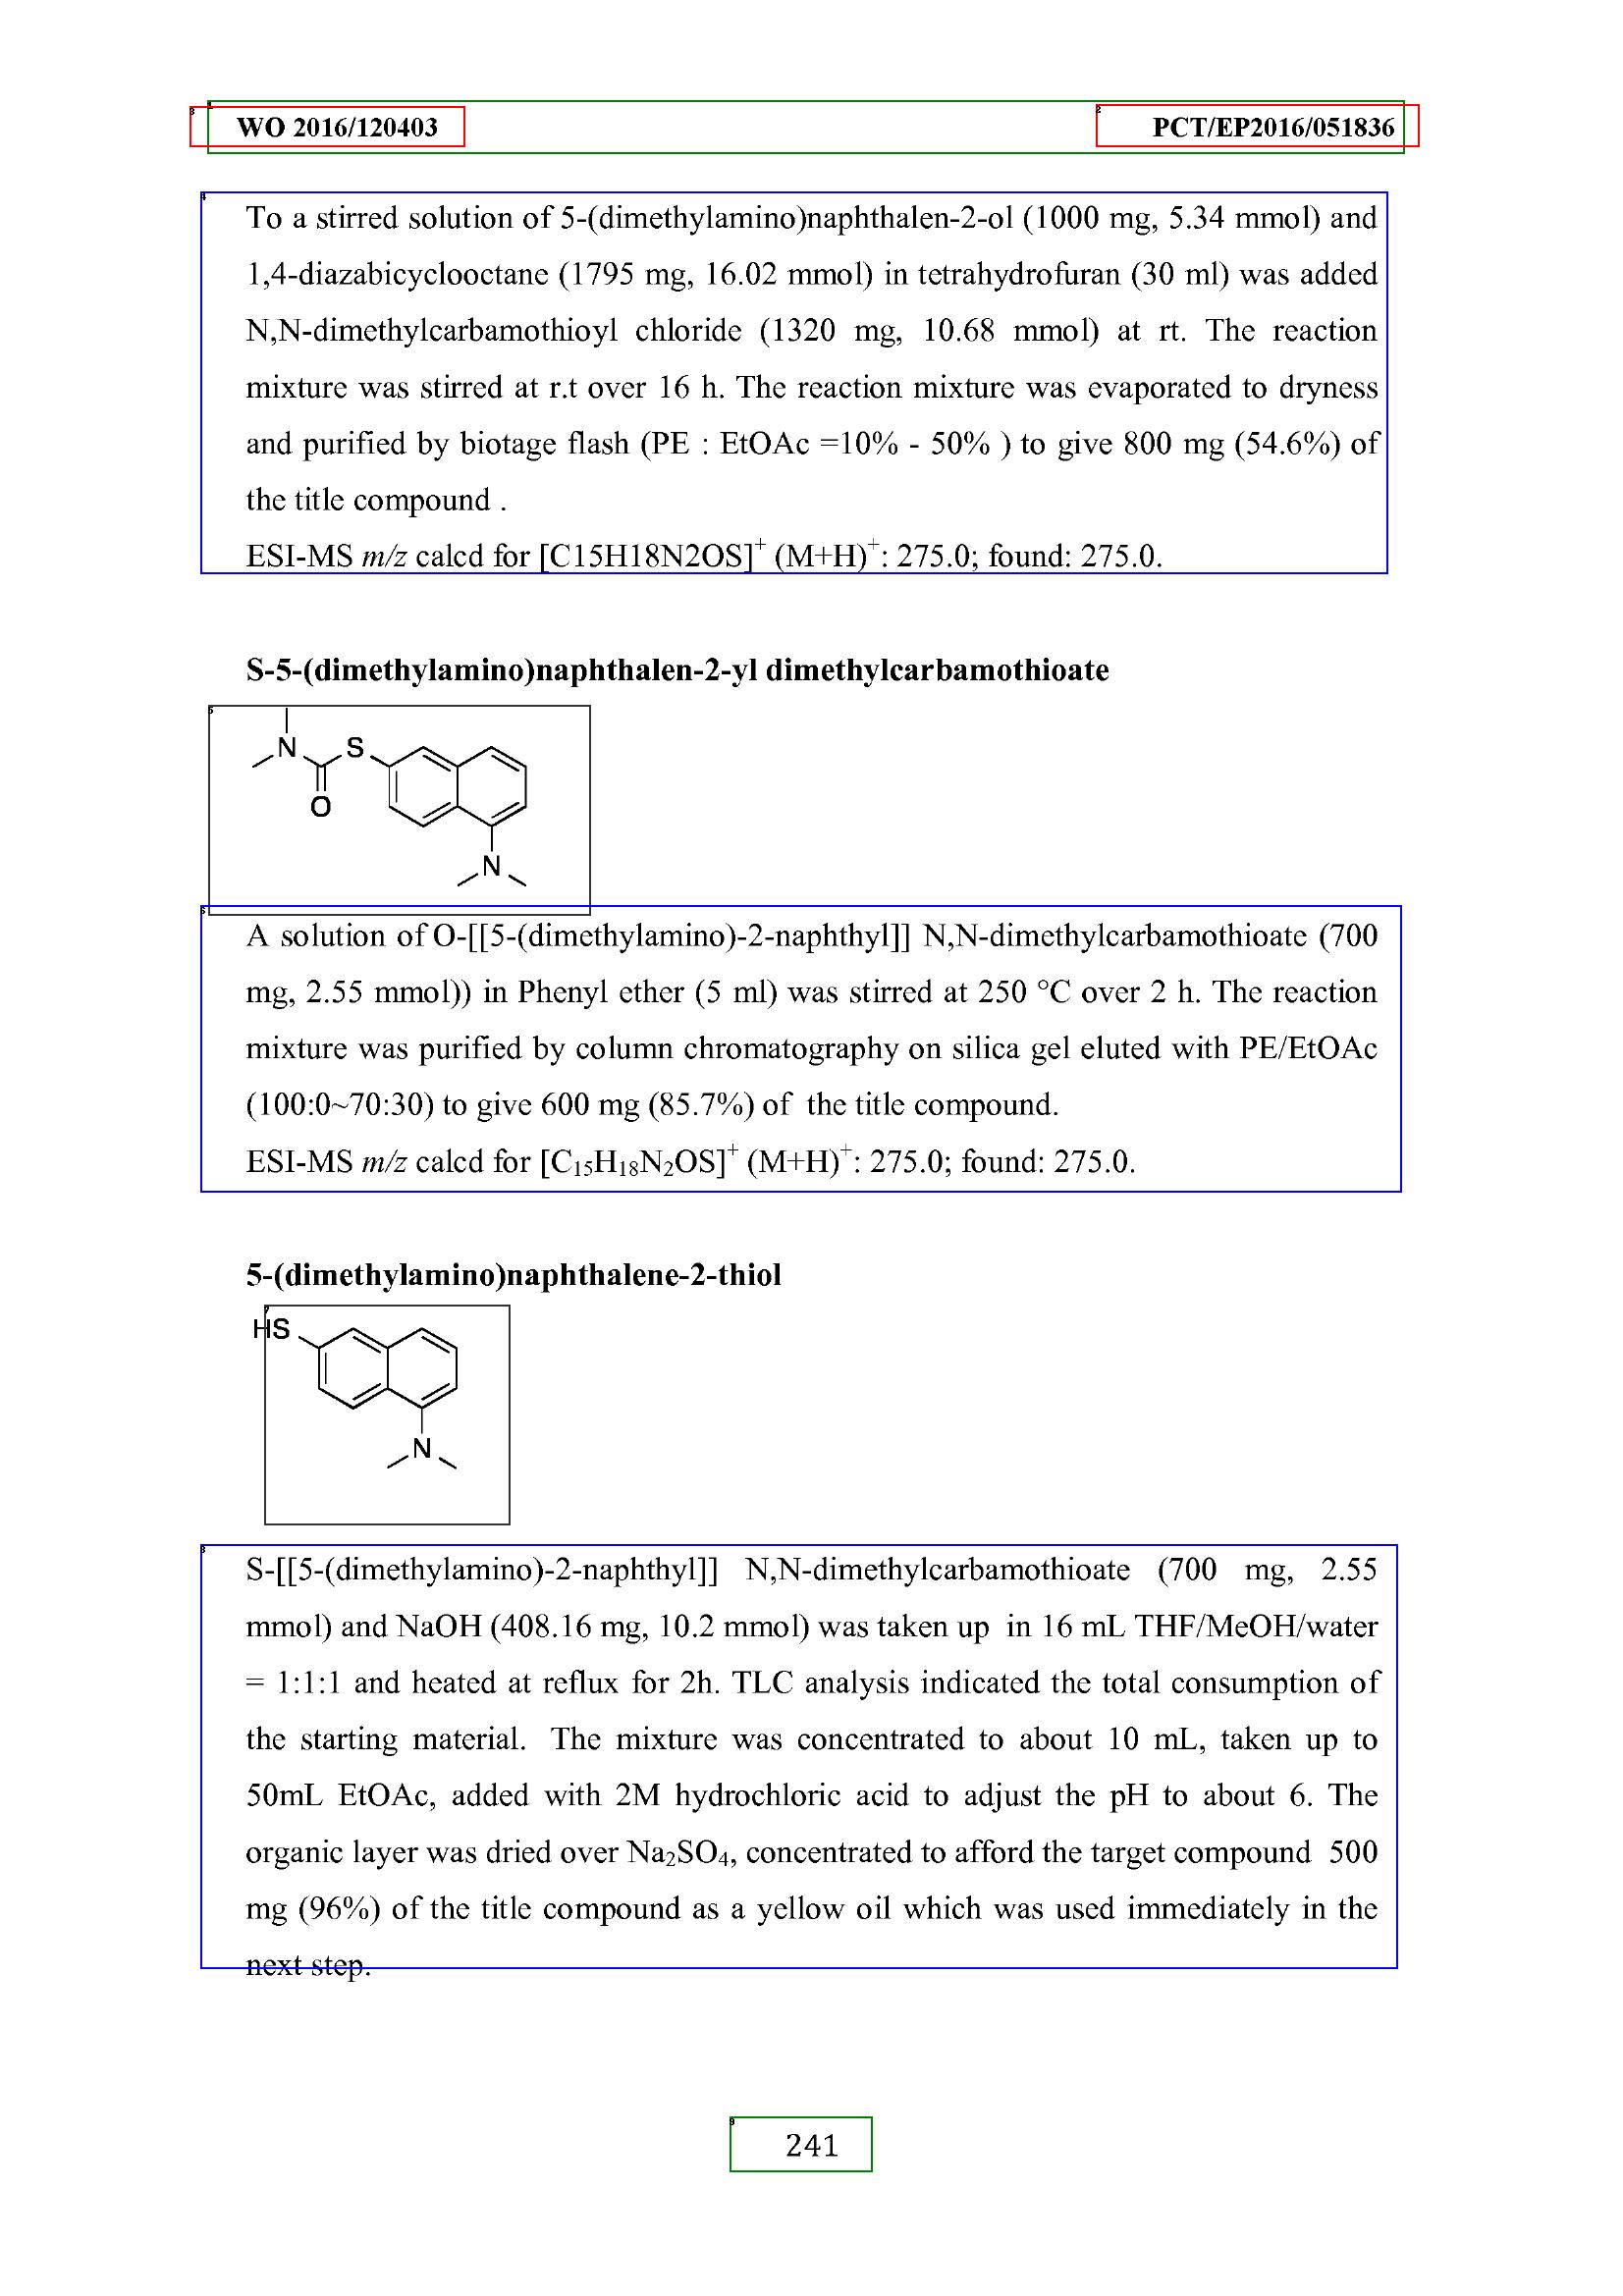 WO 2016/120403 PCT/EP2016/051836
To a stirred solution of 5-(dimethylamino)naphthalen-2-ol (1000 mg, 5.34 mmol) and
1,4-diazabicyclooctane (1795 mg, 16.02 mmol) in tetrahydrofuran (30 ml) was added
N,N-dimethylcarbamothioyl chloride (1320 mg, 10.68 mmol) at rt. The reaction
mixture was stirred at r.t over 16 h. The reaction mixture was evaporated to dryness
and purified by biotage flash (PE : EtOAc =10% - 50% ) to give 800 mg (54.6%) of
the title compound .
ESI-MS m/z calcd for [C15H18N2OS]⁺ (M+H)⁺: 275.0; found: 275.0.
S-5-(dimethylamino)naphthalen-2-yl dimethylcarbamothioate
N S
O
N
A solution of O-[[5-(dimethylamino)-2-naphthyl]] N,N-dimethylcarbamothioate (700
mg, 2.55 mmol)) in Phenyl ether (5 ml) was stirred at 250 °C over 2 h. The reaction
mixture was purified by column chromatography on silica gel eluted with PE/EtOAc
(100:0~70:30) to give 600 mg (85.7%) of the title compound.
ESI-MS m/z calcd for [C₁₅H₁₈N₂OS]⁺ (M+H)⁺: 275.0; found: 275.0.
5-(dimethylamino)naphthalene-2-thiol
HS
N
S-[[5-(dimethylamino)-2-naphthyl]] N,N-dimethylcarbamothioate (700 mg, 2.55
mmol) and NaOH (408.16 mg, 10.2 mmol) was taken up in 16 mL THF/MeOH/water
= 1:1:1 and heated at reflux for 2h. TLC analysis indicated the total consumption of
the starting material. The mixture was concentrated to about 10 mL, taken up to
50mL EtOAc, added with 2M hydrochloric acid to adjust the pH to about 6. The
organic layer was dried over Na₂SO₄, concentrated to afford the target compound 500
mg (96%) of the title compound as a yellow oil which was used immediately in the
next step.
241